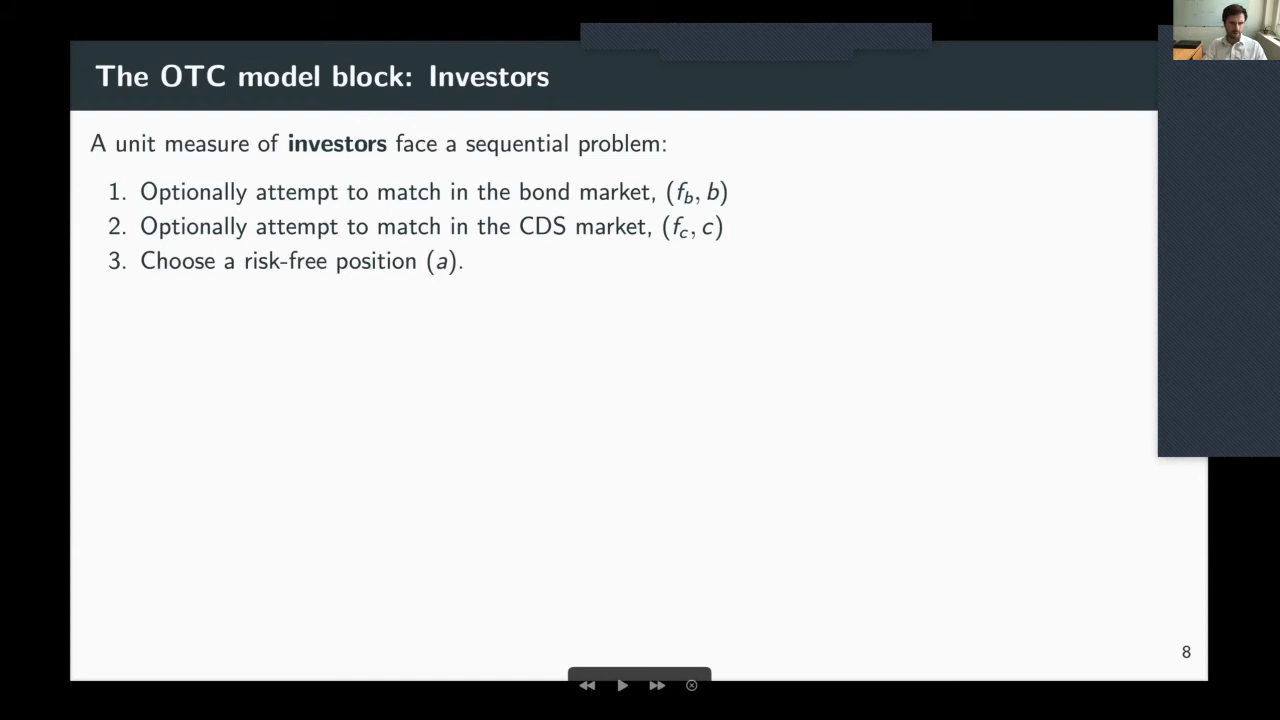 The OTC model block: Investors
A unit measure of investors face a sequential problem:
1. Optionally attempt to match in the bond market, (f_b, b)
2. Optionally attempt to match in the CDS market, (f_c, c)
3. Choose a risk-free position (a).
8